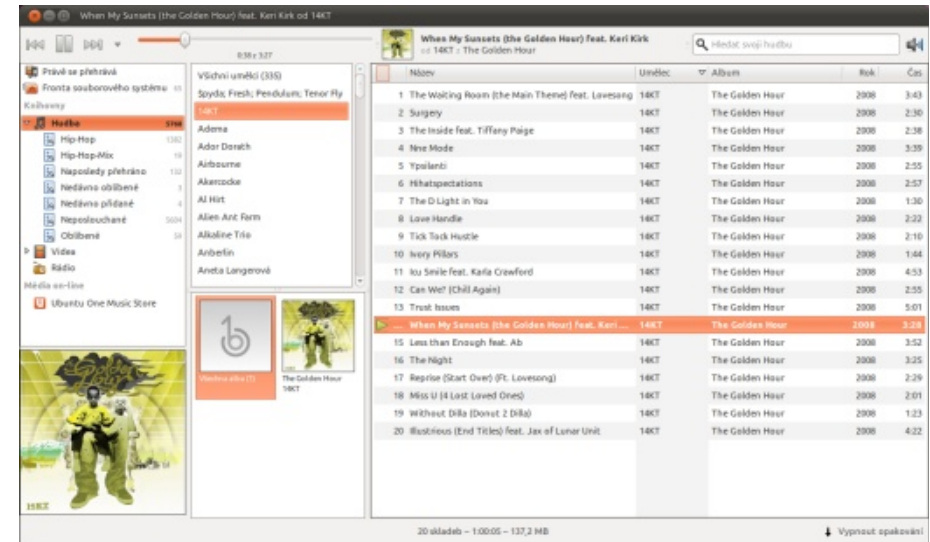 When My Sunsets (the Golden Hour) feat. Keri Kirk od 14KT
0:38 z 3:27
When My Sunsets (the Golden Hour) feat. Keri Kirk
od 14KT z The Golden Hour
Hledat svoji hudbu
Právě se přehrává
Fronta souborového systému
Knihovny
Hudba 5768
Hip-Hop 1382
Hip-Hop-Mix
Naposledy přehráno 132
Nedávno oblíbené 3
Nedávno přidané 4
Neposlouchané 5684
Oblíbené 59
Videa
Rádio
Média on-line
Ubuntu One Music Store
Všichni umělci (335)
Spyda; Fresh; Pendulum; Tenor Fly
14KT
Adema
Ador Dorath
Airbourne
Akercocke
Al Hirt
Alien Ant Farm
Alkaline Trio
Anberlin
Aneta Langerová
Všechna alba (1)
The Golden Hour
14KT
Golden Hour
14KT
Název Umělec Album Rok Čas
1 The Waiting Room (the Main Theme) feat. Lovesong 14KT The Golden Hour 2008 3:43
2 Surgery 14KT The Golden Hour 2008 2:30
3 The Inside feat. Tiffany Paige 14KT The Golden Hour 2008 2:38
4 Nne Mode 14KT The Golden Hour 2008 3:39
5 Ypsilanti 14KT The Golden Hour 2008 2:55
6 Hihatspectations 14KT The Golden Hour 2008 2:57
7 The D Light in You 14KT The Golden Hour 2008 1:30
8 Love Handle 14KT The Golden Hour 2008 2:22
9 Tick Tock Hustle 14KT The Golden Hour 2008 2:10
10 Ivory Pillars 14KT The Golden Hour 2008 1:44
11 Icu Smile feat. Karla Crawford 14KT The Golden Hour 2008 4:53
12 Can We? (Chill Again) 14KT The Golden Hour 2008 2:55
13 Trust Issues 14KT The Golden Hour 2008 5:01
... When My Sunsets (the Golden Hour) feat. Keri ... 14KT The Golden Hour 2008 3:28
15 Less than Enough feat. Ab 14KT The Golden Hour 2008 3:52
16 The Night 14KT The Golden Hour 2008 3:25
17 Reprise (Start Over) (Ft. Lovesong) 14KT The Golden Hour 2008 2:29
18 Miss U (4 Lost Loved Ones) 14KT The Golden Hour 2008 2:01
19 Without Dilla (Donut 2 Dilla) 14KT The Golden Hour 2008 1:23
20 Illustrious (End Titles) feat. Jax of Lunar Unit 14KT The Golden Hour 2008 4:22
20 skladeb – 1:00:05 – 137,2 MB
Vypnout opakování